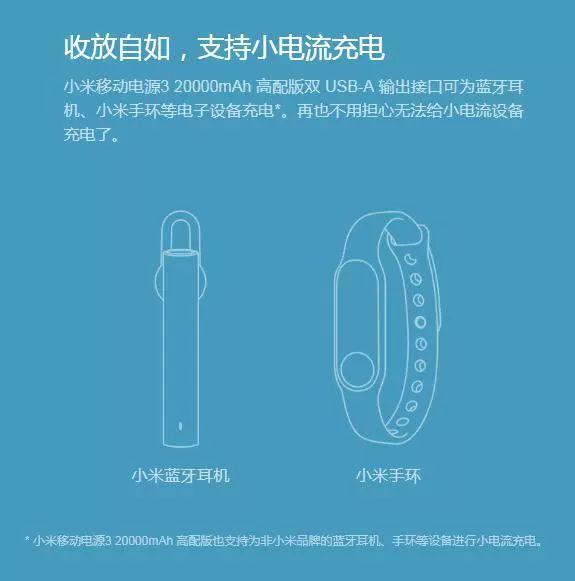 收放自如，支持小电流充电
小米移动电源3 20000mAh 高配版双 USB-A 输出接口可为蓝牙耳
机、小米手环等电子设备充电*。再也不用担心无法给小电流设备
充电了。
小米蓝牙耳机
小米手环
* 小米移动电源3 20000mAh 高配版也支持为非小米品牌的蓝牙耳机、手环等设备进行小电流充电。